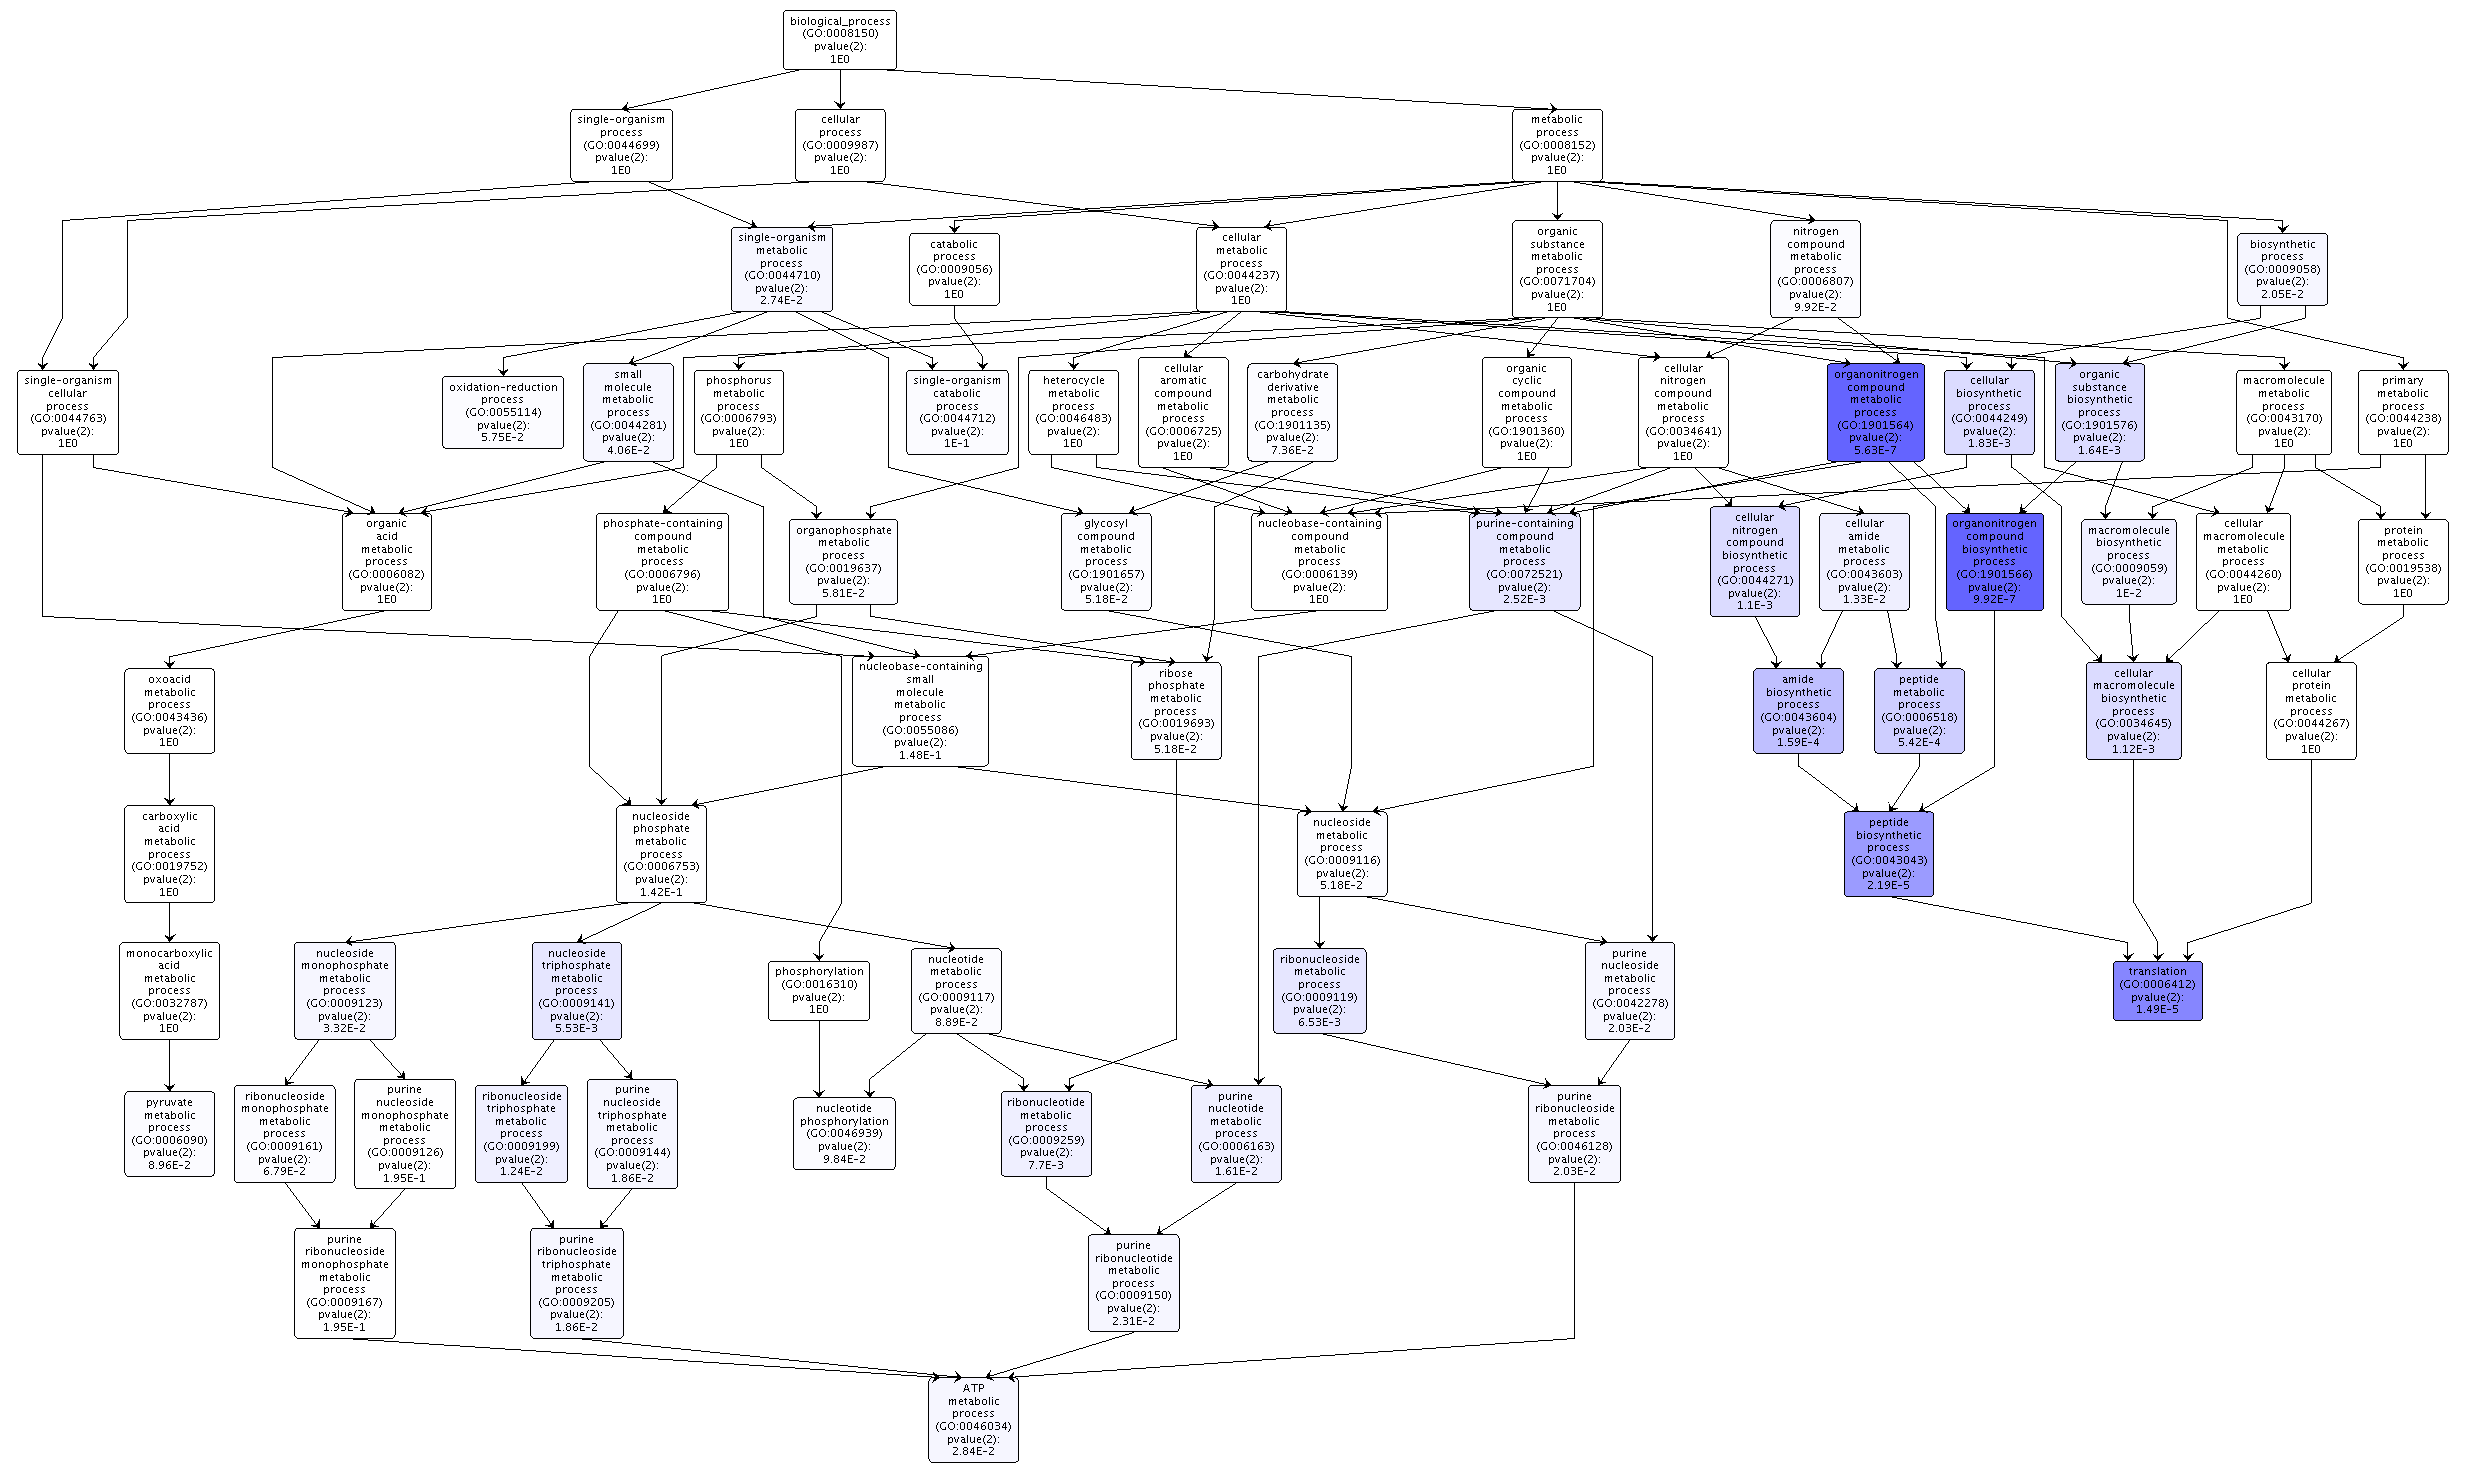 biological_process
(GO:0008150)
pvalue(2):
1E0
single-organism
process
(GO:0044699)
pvalue(2):
1E0
cellular
process
(GO:0009987)
pvalue(2):
1E0
metabolic
process
(GO:0008152)
pvalue(2):
1E0
single-organism
metabolic
process
(GO:0044710)
pvalue(2):
2.74E-2
catabolic
process
(GO:0009056)
pvalue(2):
1E0
cellular
metabolic
process
(GO:0044237)
pvalue(2):
1E0
organic
substance
metabolic
process
(GO:0071704)
pvalue(2):
1E0
nitrogen
compound
metabolic
process
(GO:0006807)
pvalue(2):
9.92E-2
biosynthetic
process
(GO:0009058)
pvalue(2):
2.05E-2
single-organism
cellular
process
(GO:0044763)
pvalue(2):
1E0
oxidation-reduction
process
(GO:0055114)
pvalue(2):
5.75E-2
small
molecule
metabolic
process
(GO:0044281)
pvalue(2):
4.06E-2
phosphorus
metabolic
process
(GO:0006793)
pvalue(2):
1E0
single-organism
catabolic
process
(GO:0044712)
pvalue(2):
1E-1
heterocycle
metabolic
process
(GO:0046483)
pvalue(2):
1E0
cellular
aromatic
compound
metabolic
process
(GO:0006725)
pvalue(2):
1E0
carbohydrate
derivative
metabolic
process
(GO:1901135)
pvalue(2):
7.36E-2
organic
cyclic
compound
metabolic
process
(GO:1901360)
pvalue(2):
1E0
cellular
nitrogen
compound
metabolic
process
(GO:0034641)
pvalue(2):
1E0
organonitrogen
compound
metabolic
process
(GO:1901564)
pvalue(2):
5.63E-7
cellular
biosynthetic
process
(GO:0044249)
pvalue(2):
1.83E-3
organic
substance
biosynthetic
process
(GO:1901576)
pvalue(2):
1.64E-3
macromolecule
metabolic
process
(GO:0043170)
pvalue(2):
1E0
primary
metabolic
process
(GO:0044238)
pvalue(2):
1E0
organic
acid
metabolic
process
(GO:0006082)
pvalue(2):
1E0
phosphate-containing
compound
metabolic
process
(GO:0006796)
pvalue(2):
1E0
organophosphate
metabolic
process
(GO:0019637)
pvalue(2):
5.81E-2
glycosyl
compound
metabolic
process
(GO:1901657)
pvalue(2):
5.18E-2
nucleobase-containing
compound
metabolic
process
(GO:0006139)
pvalue(2):
1E0
purine-containing
compound
metabolic
process
(GO:0072521)
pvalue(2):
2.52E-3
cellular
nitrogen
compound
biosynthetic
process
(GO:0044271)
pvalue(2):
1.1E-3
cellular
amide
metabolic
process
(GO:0043603)
pvalue(2):
1.33E-2
organonitrogen
compound
biosynthetic
process
(GO:1901566)
pvalue(2):
9.92E-7
macromolecule
biosynthetic
process
(GO:0009059)
pvalue(2):
1E-2
cellular
macromolecule
metabolic
process
(GO:0044260)
pvalue(2):
1E0
protein
metabolic
process
(GO:0019538)
pvalue(2):
1E0
oxoacid
metabolic
process
(GO:0043436)
pvalue(2):
1E0
nucleobase-containing
small
molecule
metabolic
process
(GO:0055086)
pvalue(2):
1.48E-1
ribose
phosphate
metabolic
process
(GO:0019693)
pvalue(2):
5.18E-2
amide
biosynthetic
process
(GO:0043604)
pvalue(2):
1.59E-4
peptide
metabolic
process
(GO:0006518)
pvalue(2):
5.42E-4
cellular
macromolecule
biosynthetic
process
(GO:0034645)
pvalue(2):
1.12E-3
cellular
protein
metabolic
process
(GO:0044267)
pvalue(2):
1E0
carboxylic
acid
metabolic
process
(GO:0019752)
pvalue(2):
1E0
nucleoside
phosphate
metabolic
process
(GO:0006753)
pvalue(2):
1.42E-1
nucleoside
metabolic
process
(GO:0009116)
pvalue(2):
5.18E-2
peptide
biosynthetic
process
(GO:0043043)
pvalue(2):
2.19E-5
monocarboxylic
acid
metabolic
process
(GO:0032787)
pvalue(2):
1E0
nucleoside
monophosphate
metabolic
process
(GO:0009123)
pvalue(2):
3.32E-2
nucleoside
triphosphate
metabolic
process
(GO:0009141)
pvalue(2):
5.53E-3
phosphorylation
(GO:0016310)
pvalue(2):
1E0
nucleotide
metabolic
process
(GO:0009117)
pvalue(2):
8.89E-2
ribonucleoside
metabolic
process
(GO:0009119)
pvalue(2):
6.53E-3
purine
nucleoside
metabolic
process
(GO:0042278)
pvalue(2):
2.03E-2
translation
(GO:0006412)
pvalue(2):
1.49E-5
pyruvate
metabolic
process
(GO:0006090)
pvalue(2):
8.96E-2
ribonucleoside
monophosphate
metabolic
process
(GO:0009161)
pvalue(2):
6.79E-2
purine
nucleoside
monophosphate
metabolic
process
(GO:0009126)
pvalue(2):
1.95E-1
ribonucleoside
triphosphate
metabolic
process
(GO:0009199)
pvalue(2):
1.24E-2
purine
nucleoside
triphosphate
metabolic
process
(GO:0009144)
pvalue(2):
1.86E-2
nucleotide
phosphorylation
(GO:0046939)
pvalue(2):
9.84E-2
ribonucleotide
metabolic
process
(GO:0009259)
pvalue(2):
7.7E-3
purine
nucleotide
metabolic
process
(GO:0006163)
pvalue(2):
1.61E-2
purine
ribonucleoside
metabolic
process
(GO:0046128)
pvalue(2):
2.03E-2
purine
ribonucleoside
monophosphate
metabolic
process
(GO:0009167)
pvalue(2):
1.95E-1
purine
ribonucleoside
triphosphate
metabolic
process
(GO:0009205)
pvalue(2):
1.86E-2
purine
ribonucleotide
metabolic
process
(GO:0009150)
pvalue(2):
2.31E-2
ATP
metabolic
process
(GO:0046034)
pvalue(2):
2.84E-2